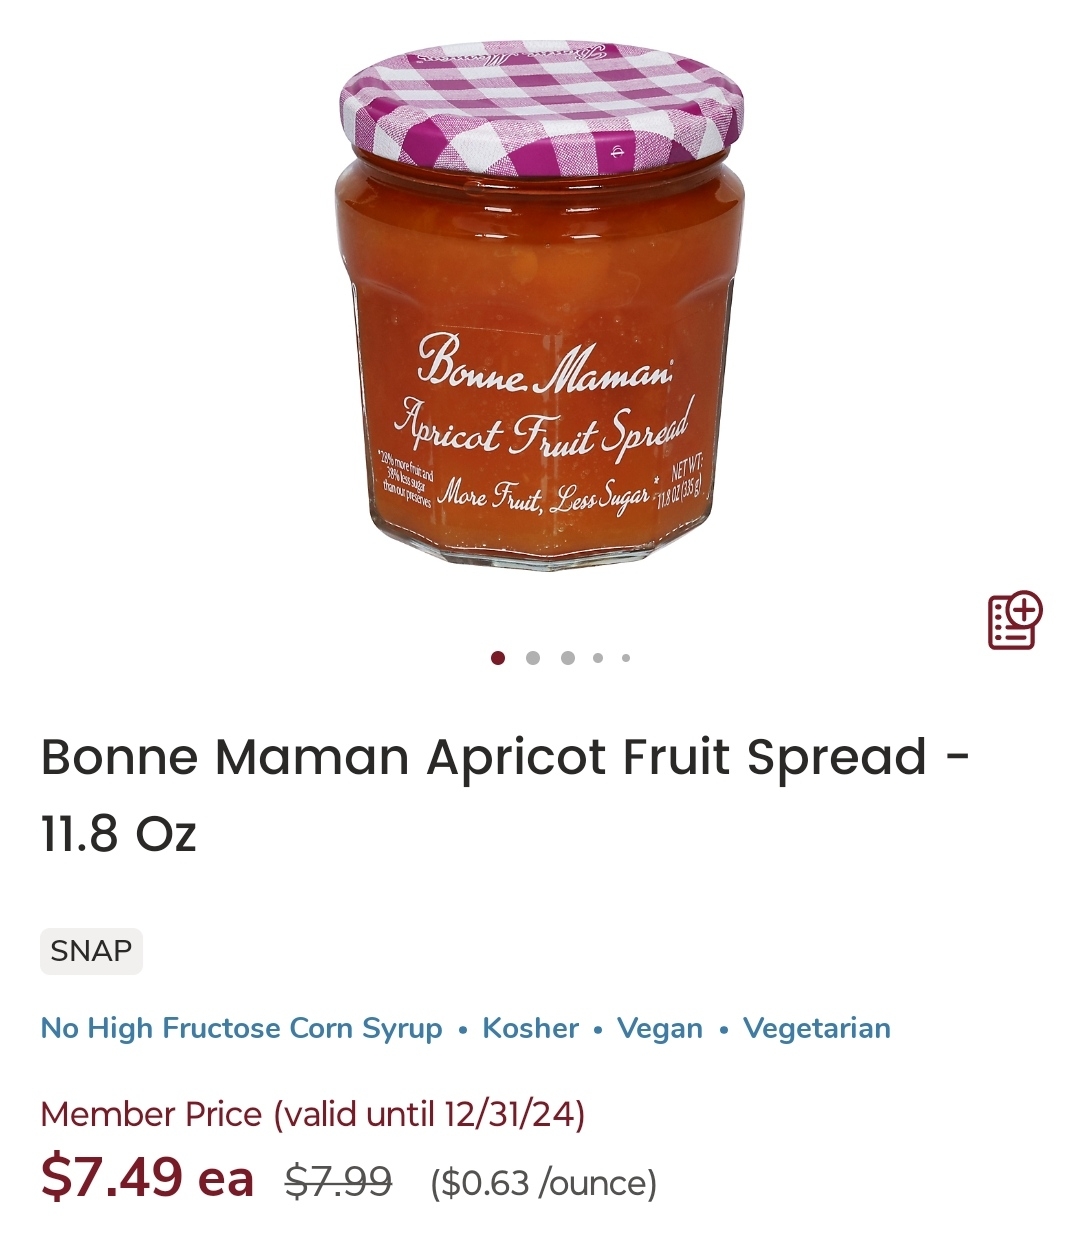 Bonne Maman®
Apricot Fruit Spread
*28% more fruit and
38% less sugar
than our preserves
More Fruit, Less Sugar*
NET WT:
11.8 OZ (335 g)
Bonne Maman Apricot Fruit Spread -
11.8 Oz
SNAP
No High Fructose Corn Syrup • Kosher • Vegan • Vegetarian
Member Price (valid until 12/31/24)
$7.49 ea $7.99 ($0.63 /ounce)